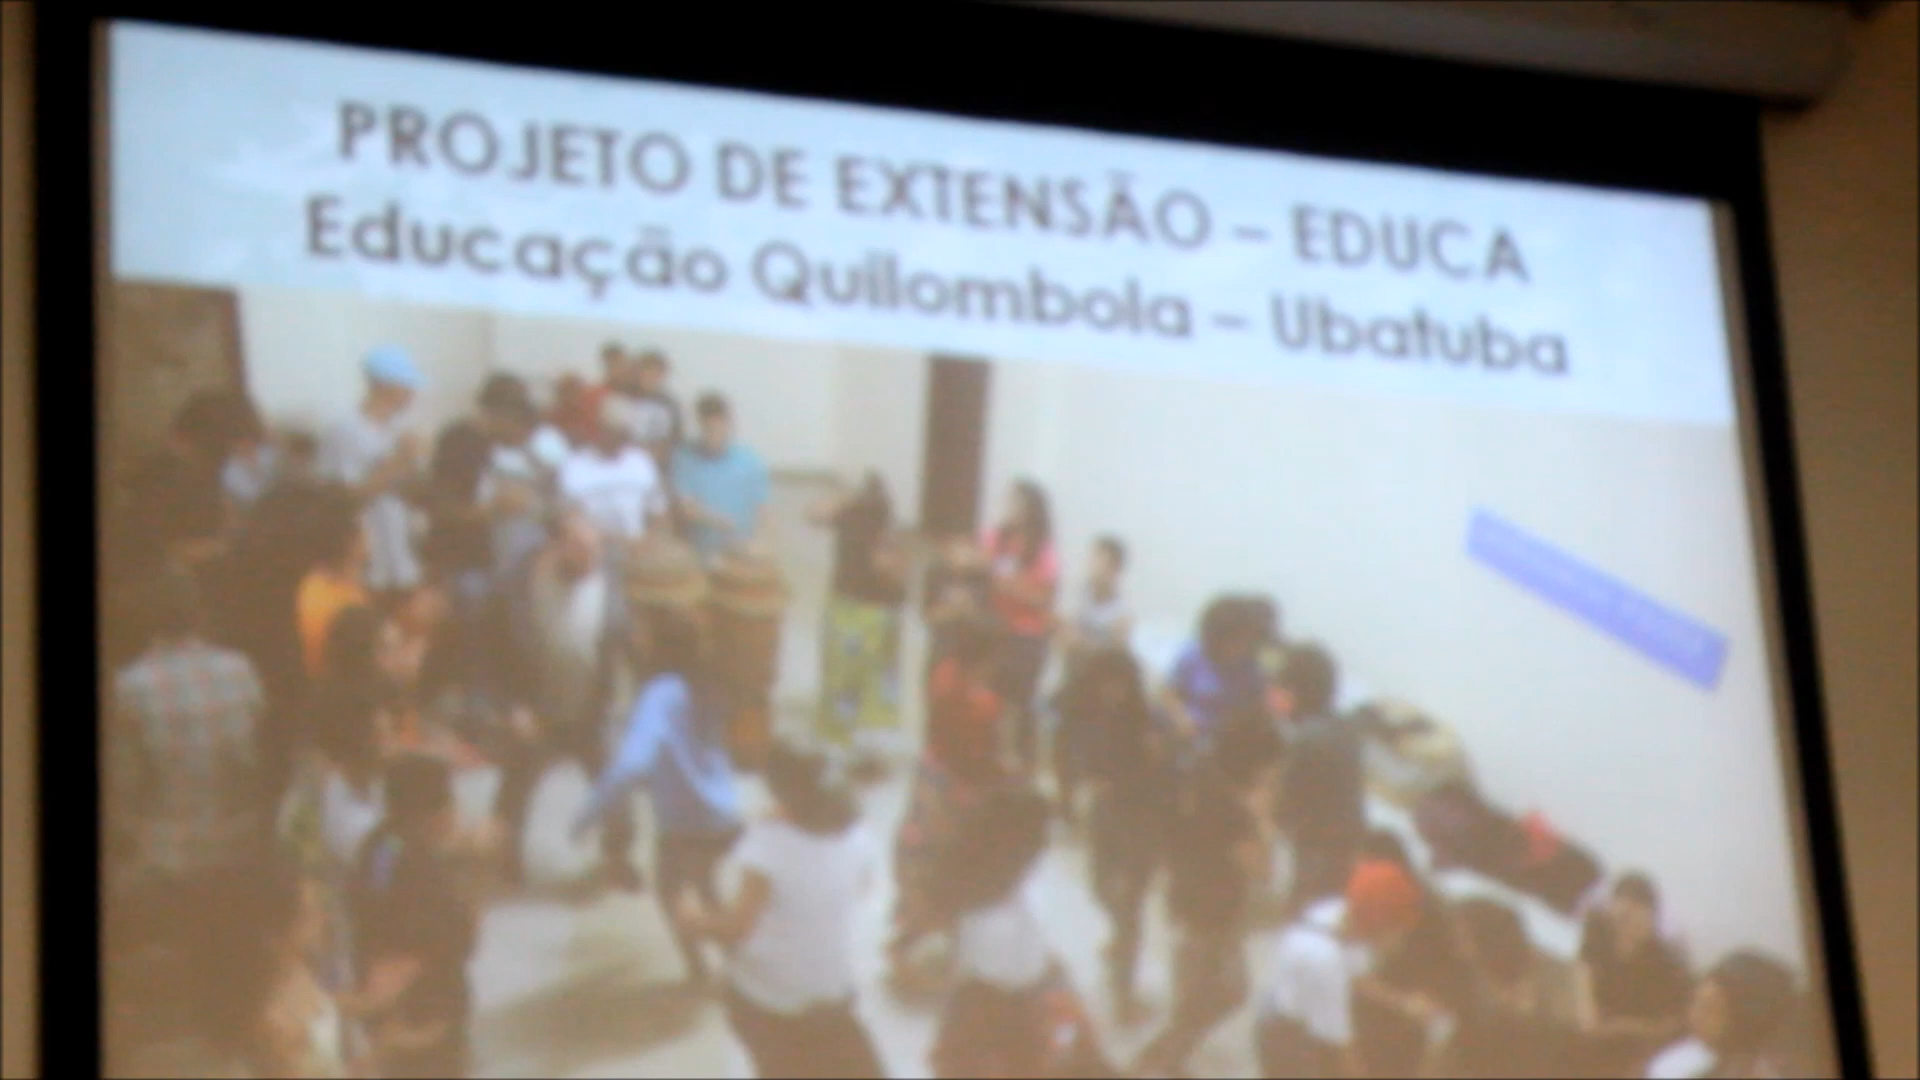 PROJETO DE EXTENSÃO – EDUCA
Educação Quilombola – Ubatuba